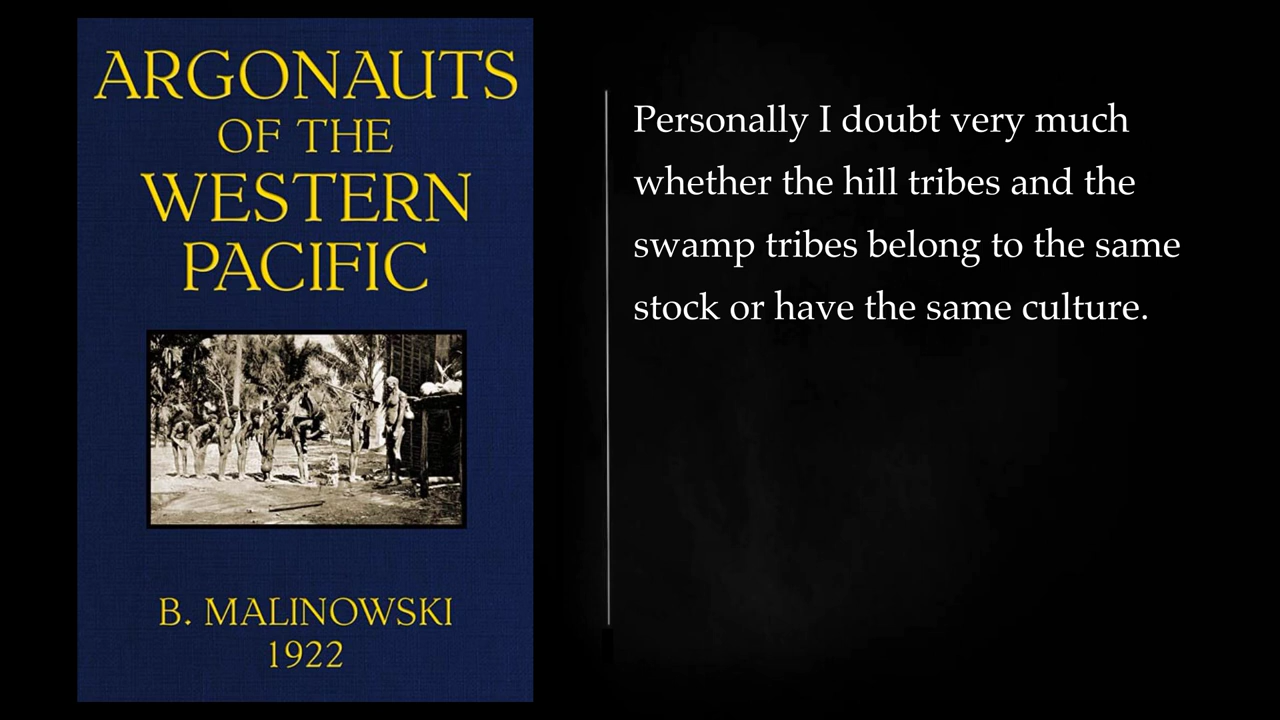 ARGONAUTS
OF THE
WESTERN
PACIFIC
B. MALINOWSKI
1922
Personally I doubt very much
whether the hill tribes and the
swamp tribes belong to the same
stock or have the same culture.